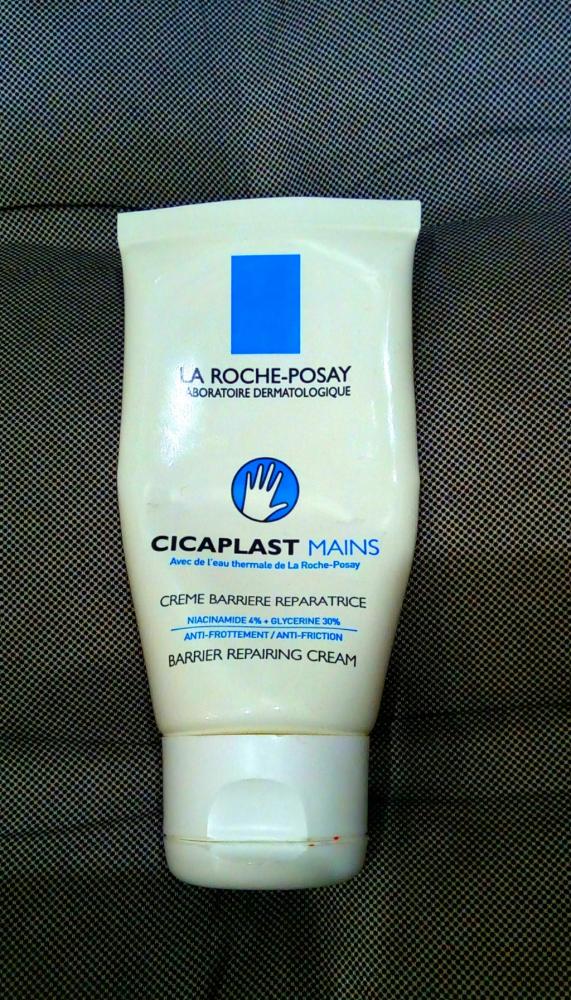 LA ROCHE-POSAY
LABORATOIRE DERMATOLOGIQUE
CICAPLAST MAINS
Avec de l'eau thermale de La Roche-Posay
CREME BARRIERE REPARATRICE
NIACINAMIDE 4% + GLYCERINE 30%
ANTI-FROTTEMENT / ANTI-FRICTION
BARRIER REPAIRING CREAM